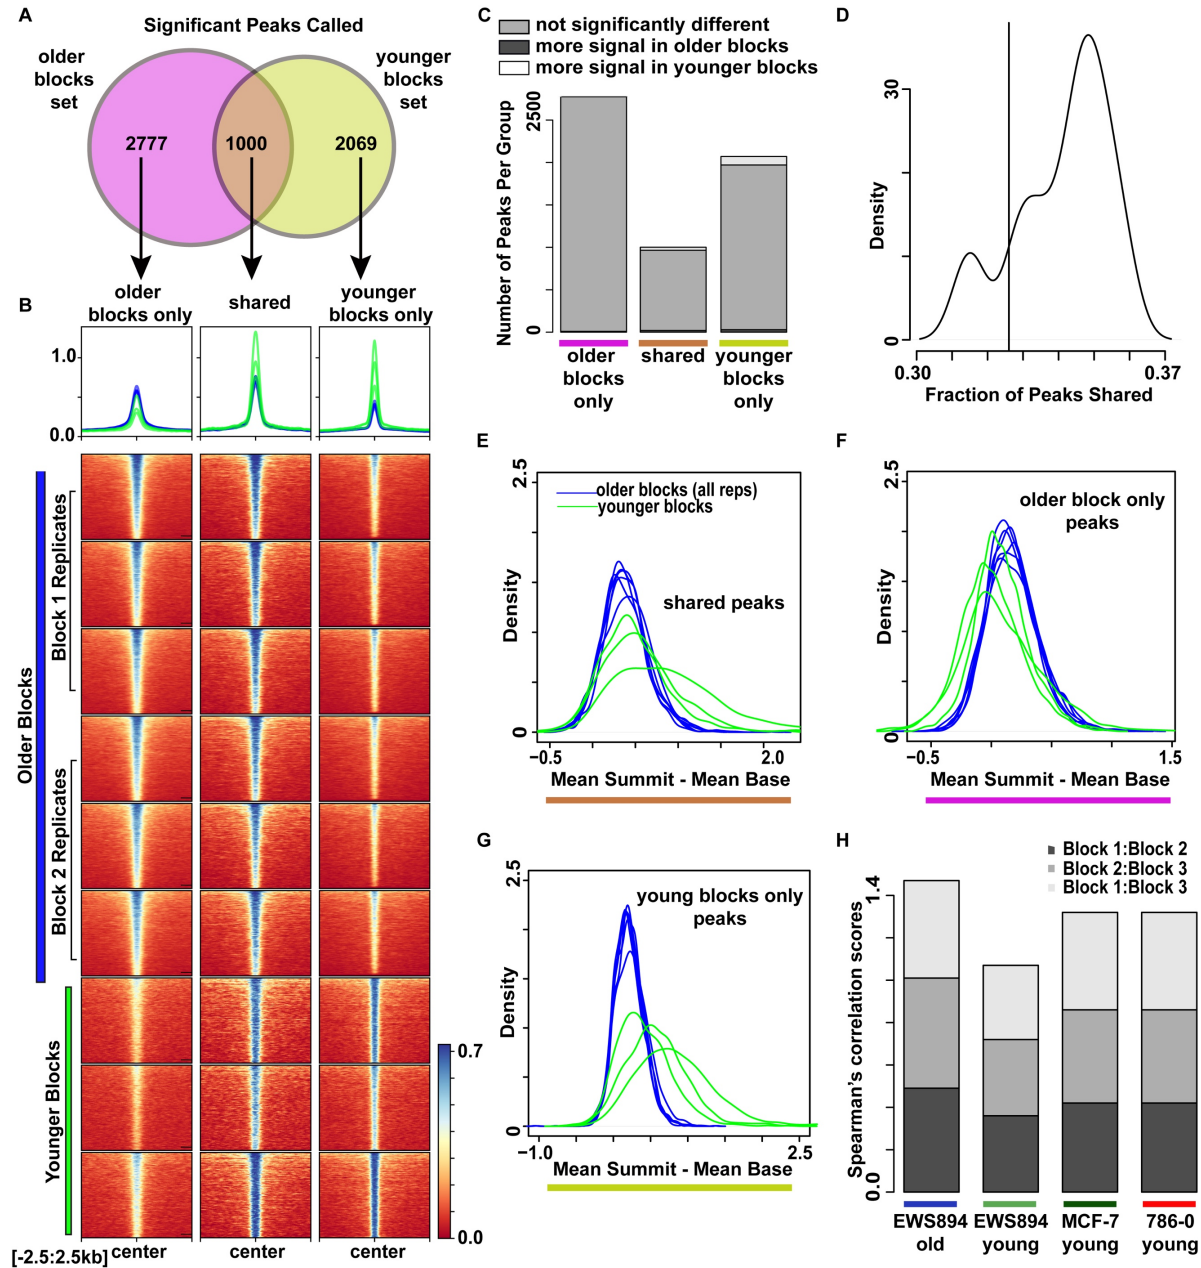 A
Significant Peaks Called
older
blocks
set
younger
blocks
set
2777
1000
2069
B
older
blocks only
shared
younger
blocks only
1.0
0.0
Older Blocks
Block 1 Replicates
Block 2 Replicates
Younger Blocks
0.7
0.0
[-2.5:2.5kb]
center
center
center
C
not significantly different
more signal in older blocks
more signal in younger blocks
Number of Peaks Per Group
2500
0
older
blocks
only
shared
younger
blocks
only
D
Density
30
0
0.30
0.37
Fraction of Peaks Shared
E
2.5
older blocks (all reps)
younger blocks
shared peaks
Density
0
−0.5
2.0
Mean Summit - Mean Base
F
2.5
older block only
peaks
Density
0
−0.5
1.5
Mean Summit - Mean Base
G
2.5
young blocks only
peaks
Density
0
−1.0
2.5
Mean Summit - Mean Base
H
Block 1:Block 2
Block 2:Block 3
Block 1:Block 3
Spearman's correlation scores
1.4
0.0
EWS894
old
EWS894
young
MCF-7
young
786-0
young